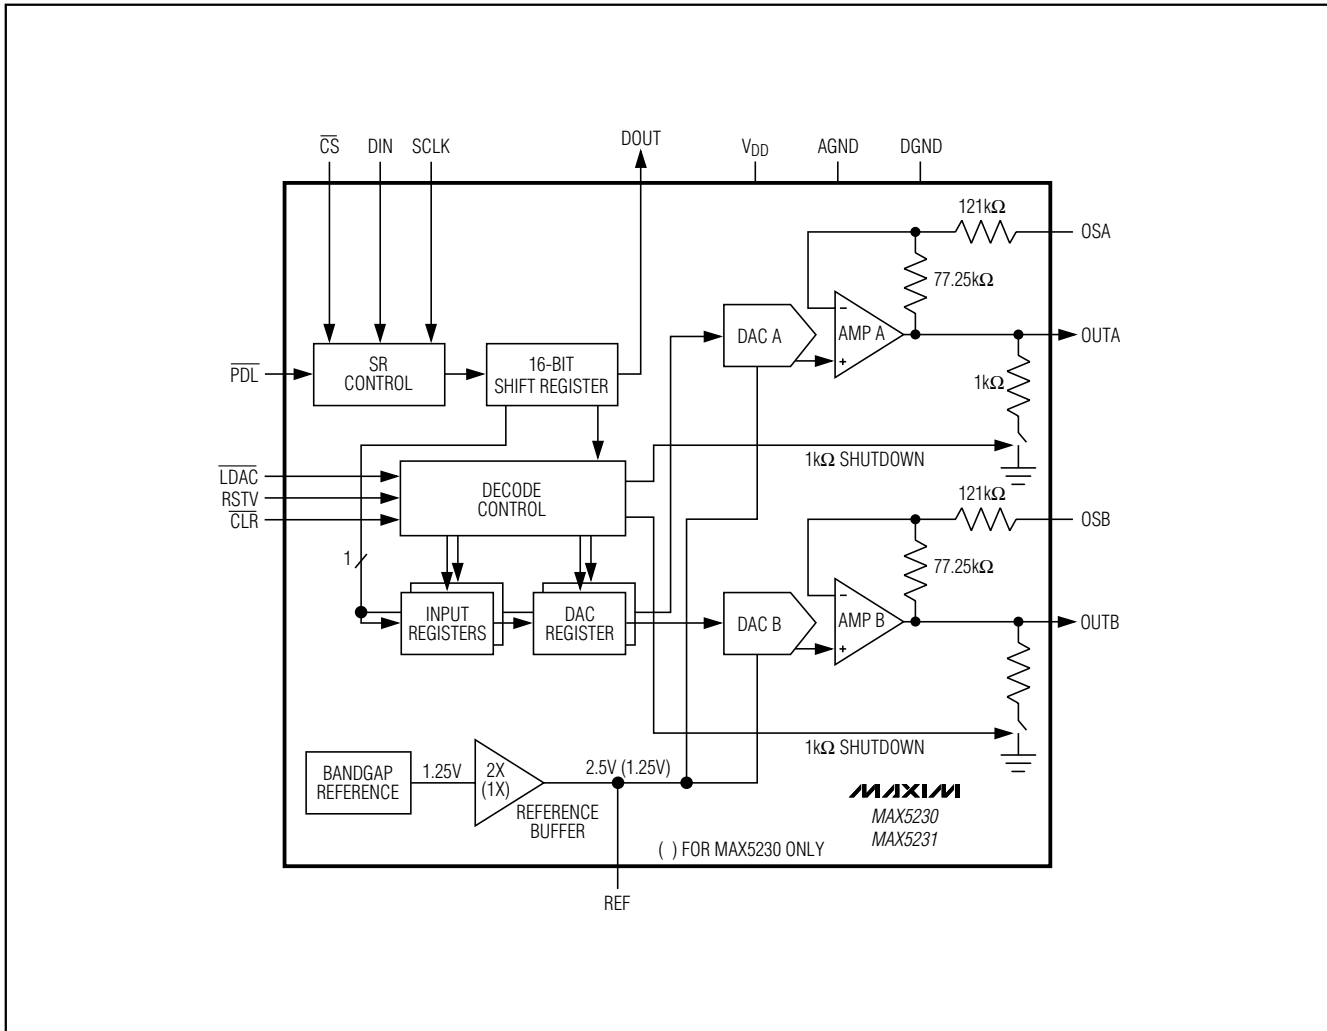 CS DIN SCLK DOUT VDD AGND DGND
121kΩ
OSA
77.25kΩ
DAC A
−
AMP A
+
OUTA
PDL
SR
CONTROL
16-BIT
SHIFT REGISTER
1kΩ
1kΩ SHUTDOWN
LDAC
RSTV
CLR
DECODE
CONTROL
121kΩ
OSB
1
77.25kΩ
INPUT
REGISTERS
DAC
REGISTER
DAC B
−
AMP B
+
OUTB
1kΩ SHUTDOWN
BANDGAP
REFERENCE
1.25V
2X
(1X)
2.5V (1.25V)
REFERENCE
BUFFER
MAXIM
MAX5230
MAX5231
( ) FOR MAX5230 ONLY
REF